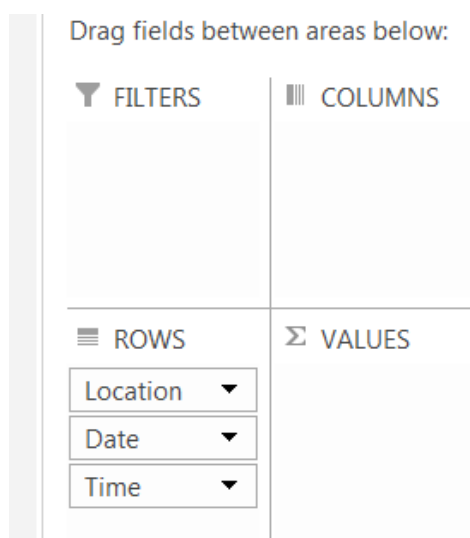 Drag fields between areas below:
FILTERS
COLUMNS
ROWS
VALUES
Location
Date
Time